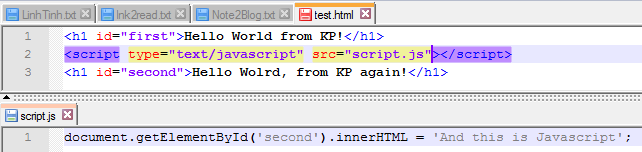 LinhTinh.txt Ink2read.txt Note2Blog.txt test.html
1 <h1 id="first">Hello World from KP!</h1>
2 <script type="text/javascript" src="script.js"></script>
3 <h1 id="second">Hello Wolrd, from KP again!</h1>
script.js
1 document.getElementById('second').innerHTML = 'And this is Javascript';